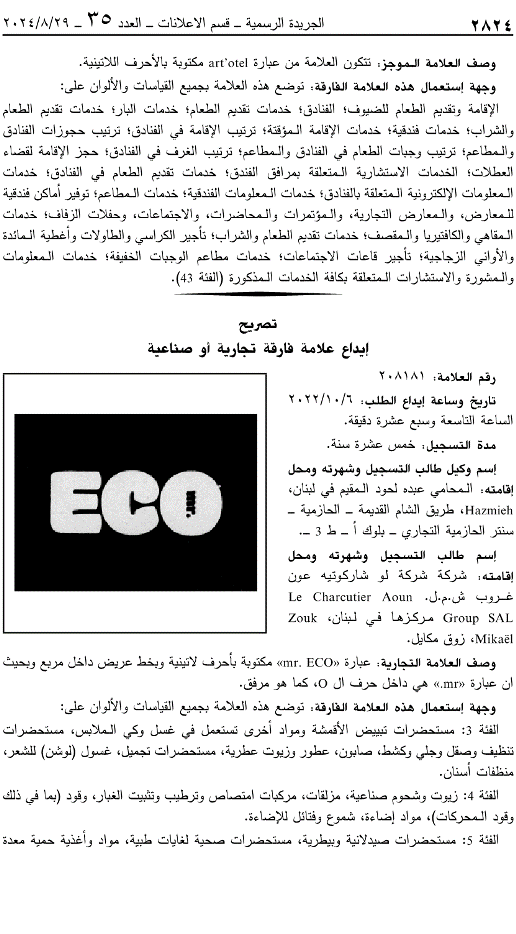 ٢٨٢٤
الجريدة الرسمية ـ قسم الاعلانات ـ العدد ٣٥ ـ ٢٠٢٤/٨/٢٩
وصف العلامة الموجز: تتكون العلامة من عبارة art'otel مكتوبة بالأحرف اللاتينية.
وجهة إستعمال هذه العلامة الفارقة: توضع هذه العلامة بجميع القياسات والألوان على:
الإقامة وتقديم الطعام للضيوف؛ الفنادق؛ خدمات تقديم الطعام؛ خدمات البار؛ خدمات تقديم الطعام
والشراب؛ خدمات فندقية؛ خدمات الإقامة المؤقتة؛ ترتيب الإقامة في الفنادق؛ ترتيب حجوزات الفنادق
والمطاعم؛ ترتيب وجبات الطعام في الفنادق والمطاعم؛ ترتيب الغرف في الفنادق؛ حجز الإقامة لقضاء
العطلات؛ الخدمات الاستشارية المتعلقة بمرافق الفندق؛ خدمات تقديم الطعام في الفنادق؛ خدمات
المعلومات الإلكترونية المتعلقة بالفنادق؛ خدمات المعلومات الفندقية؛ خدمات المطاعم؛ توفير أماكن فندقية
للمعارض، والمعارض التجارية، والمؤتمرات والمحاضرات، والاجتماعات، وحفلات الزفاف؛ خدمات
المقاهي والكافتيريا والمقصف؛ خدمات تقديم الطعام والشراب؛ تأجير الكراسي والطاولات وأغطية المائدة
والأواني الزجاجية؛ تأجير قاعات الاجتماعات؛ خدمات مطاعم الوجبات الخفيفة؛ خدمات المعلومات
والمشورة والاستشارات المتعلقة بكافة الخدمات المذكورة (الفئة 43).
تصريح
إيداع علامة فارقة تجارية أو صناعية
رقم العلامة: ٢٠٨١٨١
تاريخ وساعة إيداع الطلب: ٢٠٢٢/١٠/٦
الساعة التاسعة وسبع عشرة دقيقة.
مدة التسجيل: خمس عشرة سنة.
إسم وكيل طالب التسجيل وشهرته ومحل
إقامته: المحامي عبده لحود المقيم في لبنان،
Hazmieh، طريق الشام القديمة ـ الحازمية ـ
سنتر الحازمية التجاري ـ بلوك أ ـ ط 3 ـ.
إسم طالب التسجيل وشهرته ومحل
إقامته: شركة شركة لو شاركوتيه عون
غروب ش.م.ل. Le Charcutier Aoun
Group SAL مركزها في لبنان، Zouk
Mikaël، زوق مكايل.
ECO
mr.
وصف العلامة التجارية: عبارة «mr. ECO» مكتوبة بأحرف لاتينية وبخط عريض داخل مربع وبحيث
ان عبارة «mr.» هي داخل حرف ال O، كما هو مرفق.
وجهة إستعمال هذه العلامة الفارقة: توضع هذه العلامة بجميع القياسات والألوان على:
الفئة 3: مستحضرات تبييض الأقمشة ومواد أخرى تستعمل في غسل وكي الملابس، مستحضرات
تنظيف وصقل وجلي وكشط، صابون، عطور وزيوت عطرية، مستحضرات تجميل، غسول (لوشن) للشعر،
منظفات أسنان.
الفئة 4: زيوت وشحوم صناعية، مزلقات، مركبات امتصاص وترطيب وتثبيت الغبار، وقود (بما في ذلك
وقود المحركات)، مواد إضاءة، شموع وفتائل للإضاءة.
الفئة 5: مستحضرات صيدلانية وبيطرية، مستحضرات صحية لغايات طبية، مواد وأغذية حمية معدة